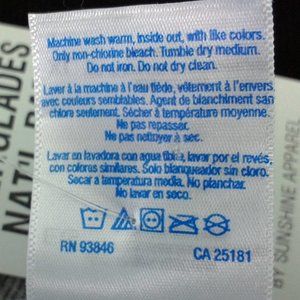 Machine wash warm, inside out, with like colors.
Only non-chlorine bleach. Tumble dry medium.
Do not iron. Do not dry clean.
Laver à la machine à l'eau tiède, vêtement à l'envers
avec couleurs semblables. Agent de blanchiment san
chlore seulement. Sécher à température moyenne.
Ne pas repasser.
Ne pas nettoyer à sec.
Lavar en lavadora con agua tibia, lavar por el revés,
con colores similares. Solo blanqueador sin cloro.
Secar a temperatura media. No planchar.
No lavar en seco.
RN 93846
CA 25181
GLADES
BY SUNSHINE APPARE